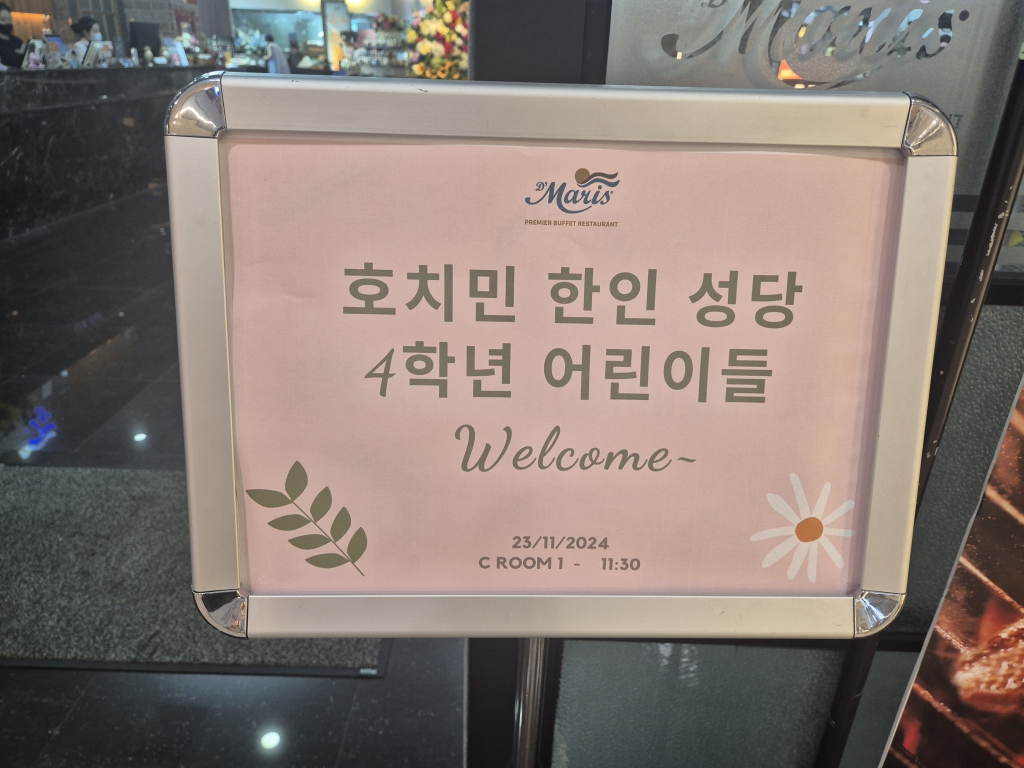 D'Maris
D'Maris
PREMIER BUFFET RESTAURANT
호치민 한인 성당
4학년 어린이들
Welcome~
23/11/2024
C ROOM 1 - 11:30